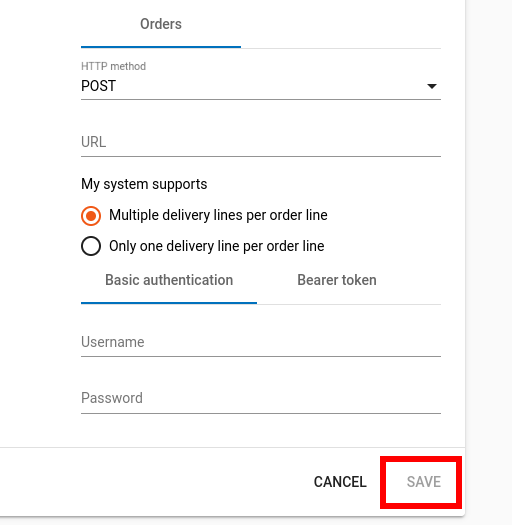 Orders
HTTP method
POST
URL
My system supports
Multiple delivery lines per order line
Only one delivery line per order line
Basic authentication Bearer token
Username
Password
CANCEL SAVE